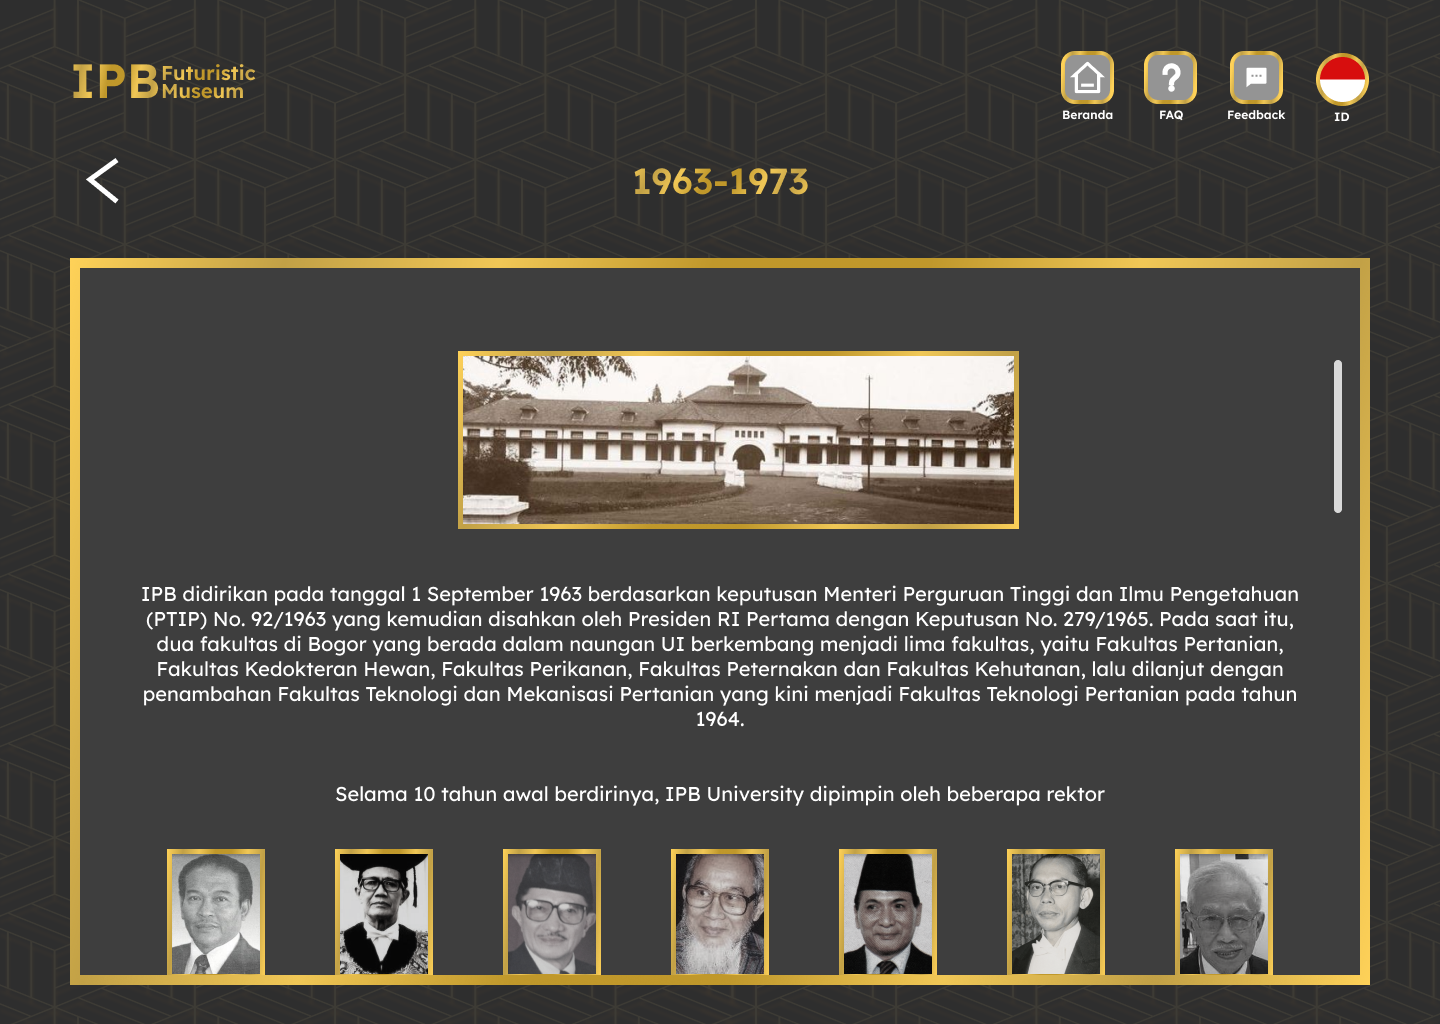 IPB Futuristic
Museum
Beranda
FAQ
Feedback
ID
1963-1973
IPB didirikan pada tanggal 1 September 1963 berdasarkan keputusan Menteri Perguruan Tinggi dan Ilmu Pengetahuan
(PTIP) No. 92/1963 yang kemudian disahkan oleh Presiden RI Pertama dengan Keputusan No. 279/1965. Pada saat itu,
dua fakultas di Bogor yang berada dalam naungan UI berkembang menjadi lima fakultas, yaitu Fakultas Pertanian,
Fakultas Kedokteran Hewan, Fakultas Perikanan, Fakultas Peternakan dan Fakultas Kehutanan, lalu dilanjut dengan
penambahan Fakultas Teknologi dan Mekanisasi Pertanian yang kini menjadi Fakultas Teknologi Pertanian pada tahun
1964.
Selama 10 tahun awal berdirinya, IPB University dipimpin oleh beberapa rektor